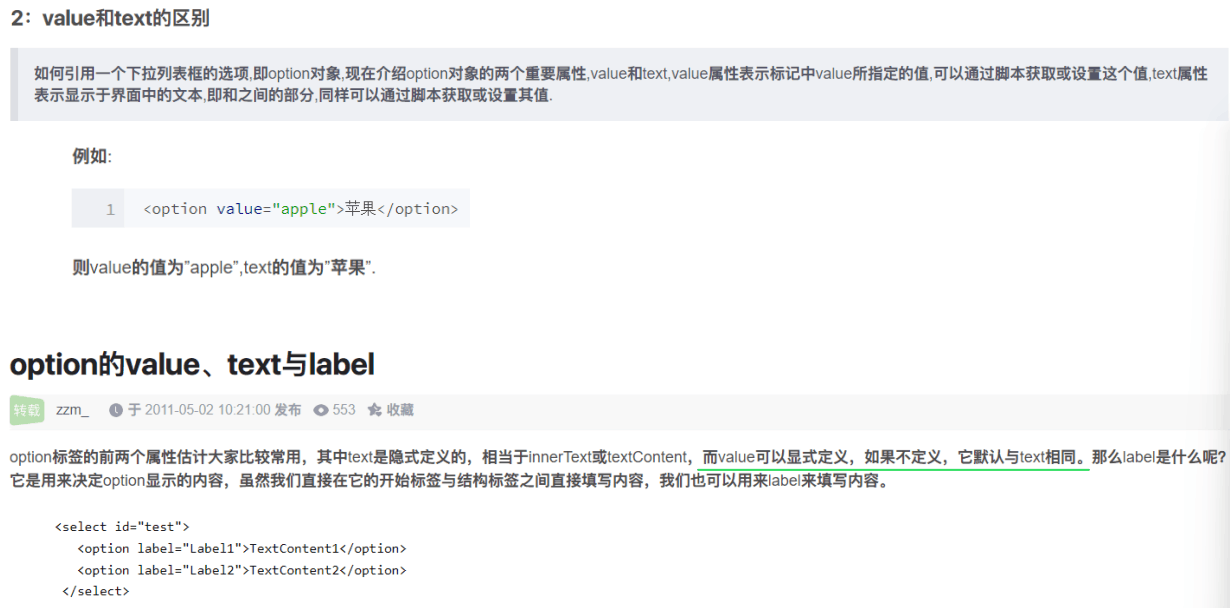 2：value和text的区别
如何引用一个下拉列表框的选项,即option对象,现在介绍option对象的两个重要属性,value和text,value属性表示标记中value所指定的值,可以通过脚本获取或设置这个值,text属性
表示显示于界面中的文本,即和之间的部分,同样可以通过脚本获取或设置其值.
例如:
1 <option value="apple">苹果</option>
则value的值为”apple”,text的值为”苹果”.
option的value、text与label
转载 zzm_ 于 2011-05-02 10:21:00 发布 553 收藏
option标签的前两个属性估计大家比较常用，其中text是隐式定义的，相当于innerText或textContent，而value可以显式定义，如果不定义，它默认与text相同。那么label是什么呢?
它是用来决定option显示的内容，虽然我们直接在它的开始标签与结构标签之间直接填写内容，我们也可以用来label来填写内容。
<select id="test">
<option label="Label1">TextContent1</option>
<option label="Label2">TextContent2</option>
</select>